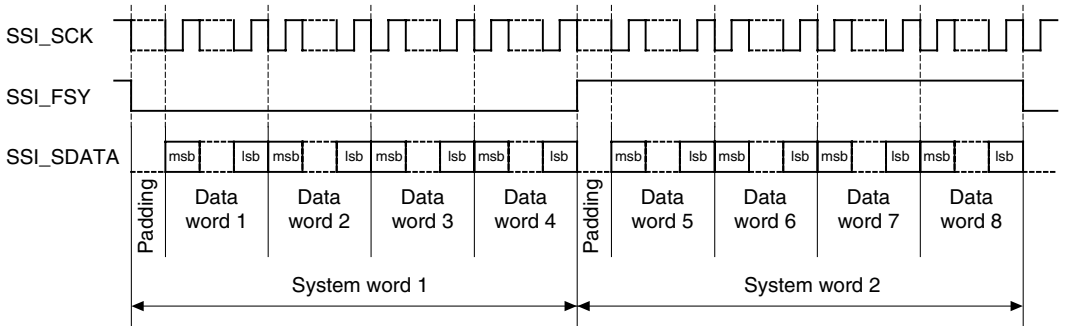 SSI_SCK
SSI_FSY
SSI_SDATA
msb lsb msb lsb msb lsb msb lsb msb lsb msb lsb msb lsb msb lsb
Padding
Data word 1
Data word 2
Data word 3
Data word 4
Padding
Data word 5
Data word 6
Data word 7
Data word 8
System word 1
System word 2